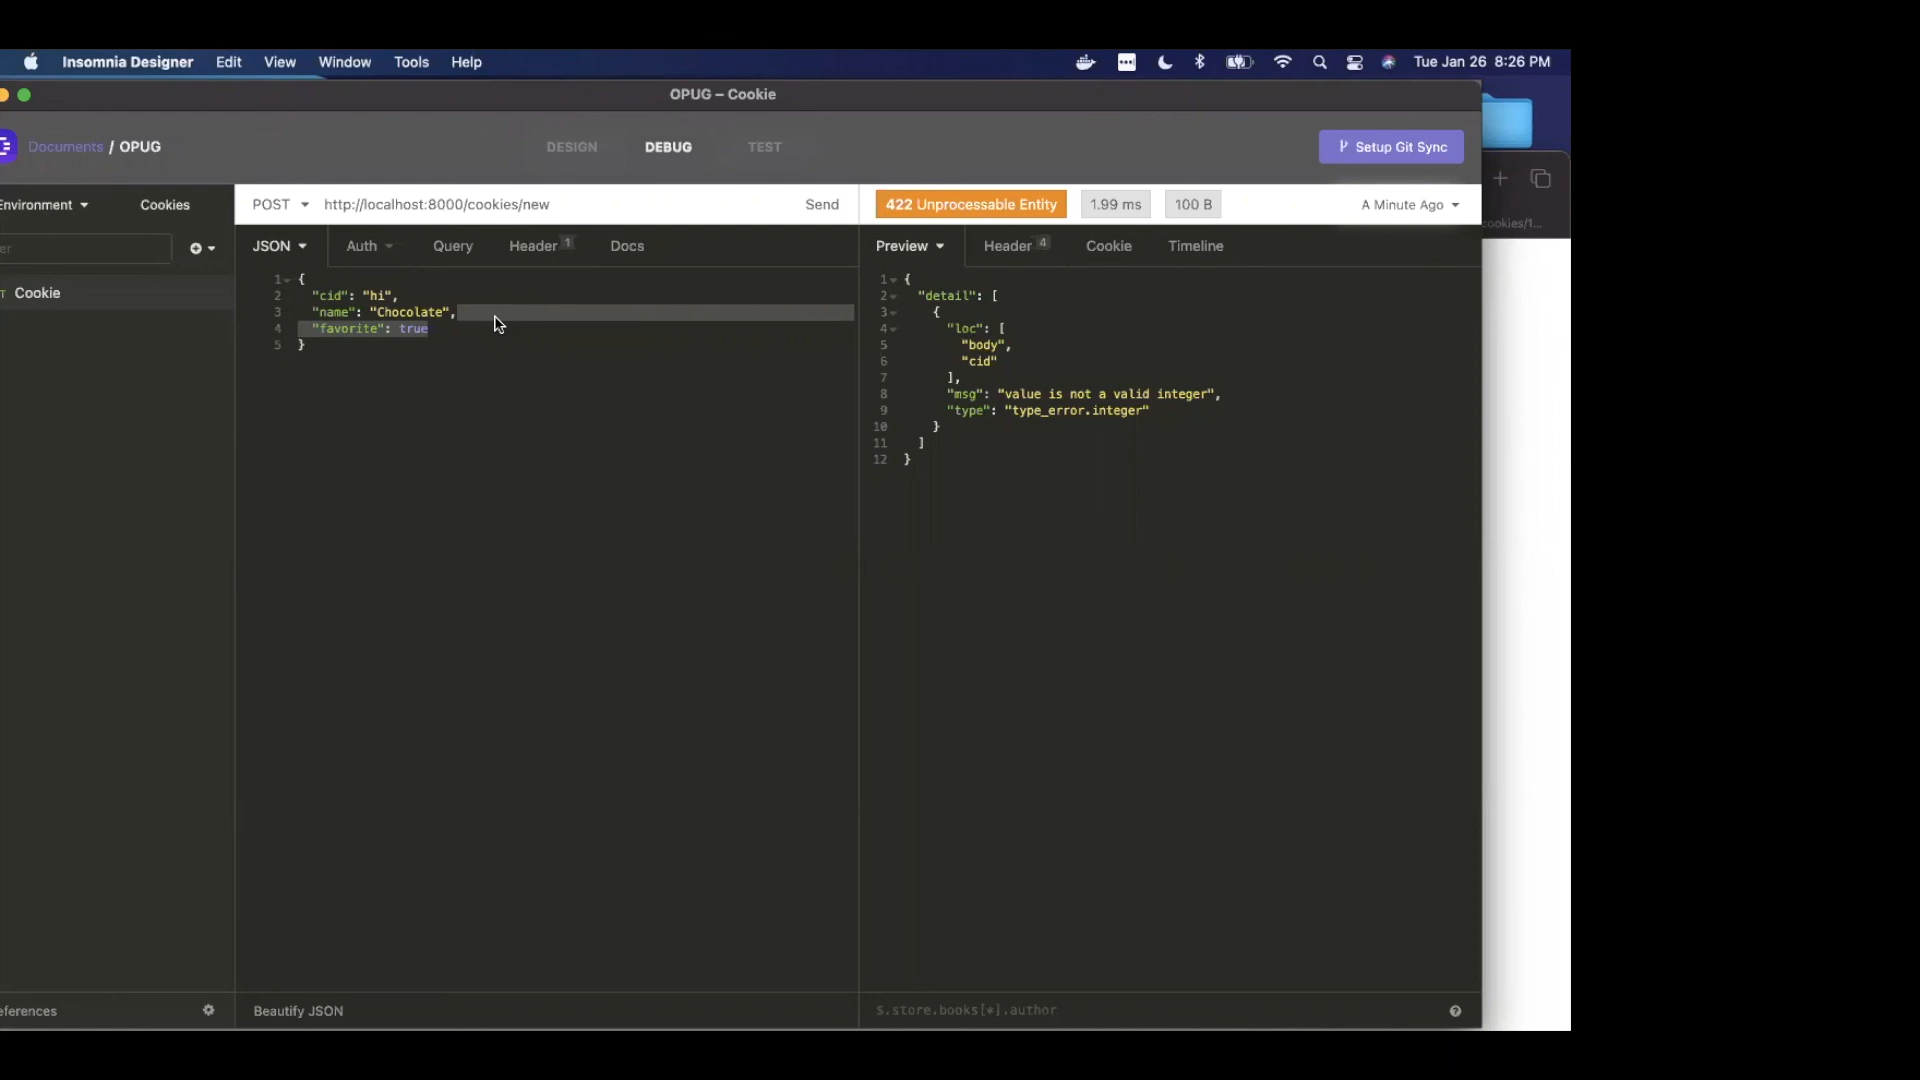 Insomnia Designer Edit View Window Tools Help Tue Jan 26 8:26 PM
OPUG – Cookie
Documents / OPUG DESIGN DEBUG TEST Setup Git Sync
Cookies POST http://localhost:8000/cookies/new Send 422 Unprocessable Entity 1.99 ms 100 B A Minute Ago
cookies/1...
JSON Auth Query Header 1 Docs Preview Header 4 Cookie Timeline
Cookie
1 {
2 "cid": "hi",
3 "name": "Chocolate",
4 "favorite": true
5 }
1 {
2 "detail": [
3 {
4 "loc": [
5 "body",
6 "cid"
7 ],
8 "msg": "value is not a valid integer",
9 "type": "type_error.integer"
10 }
11 ]
12 }
Beautify JSON $.store.books[*].author